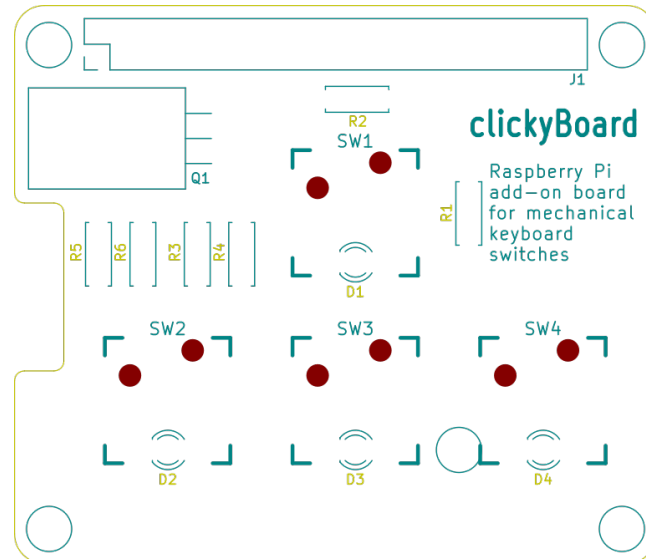 J1
R2
clickyBoard
SW1
Q1
Raspberry Pi
add-on board
for mechanical
keyboard
switches
R1
R5
R6
R3
R4
D1
SW2
SW3
SW4
D2
D3
D4